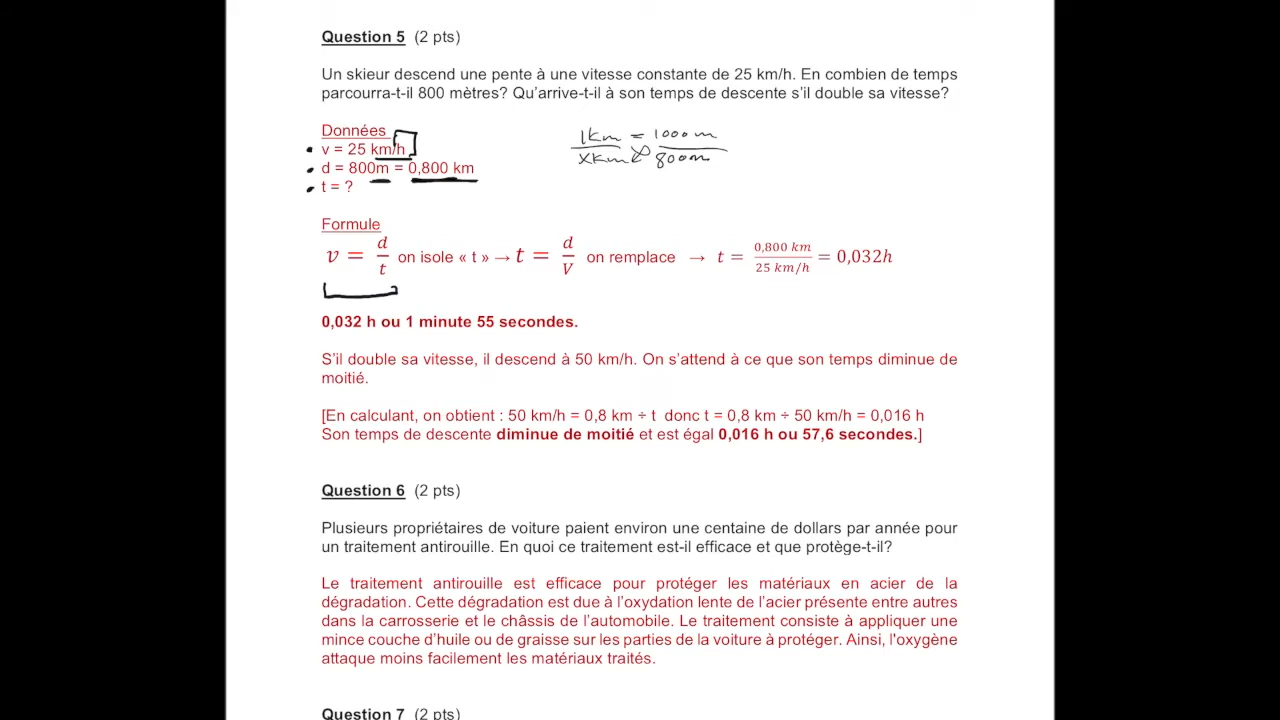 Question 5 (2 pts)
Un skieur descend une pente à une vitesse constante de 25 km/h. En combien de temps
parcourra-t-il 800 mètres? Qu'arrive-t-il à son temps de descente s'il double sa vitesse?
Données
v = 25 km/h
d = 800m = 0,800 km
t = ?
1km = 1000m
xkm 800m
Formule
v = d/t on isole « t » → t = d/V on remplace → t = 0,800 km / 25 km/h = 0,032h
0,032 h ou 1 minute 55 secondes.
S'il double sa vitesse, il descend à 50 km/h. On s'attend à ce que son temps diminue de
moitié.
[En calculant, on obtient : 50 km/h = 0,8 km ÷ t donc t = 0,8 km ÷ 50 km/h = 0,016 h
Son temps de descente diminue de moitié et est égal 0,016 h ou 57,6 secondes.]
Question 6 (2 pts)
Plusieurs propriétaires de voiture paient environ une centaine de dollars par année pour
un traitement antirouille. En quoi ce traitement est-il efficace et que protège-t-il?
Le traitement antirouille est efficace pour protéger les matériaux en acier de la
dégradation. Cette dégradation est due à l'oxydation lente de l'acier présente entre autres
dans la carrosserie et le châssis de l'automobile. Le traitement consiste à appliquer une
mince couche d'huile ou de graisse sur les parties de la voiture à protéger. Ainsi, l'oxygène
attaque moins facilement les matériaux traités.
Question 7 (2 pts)